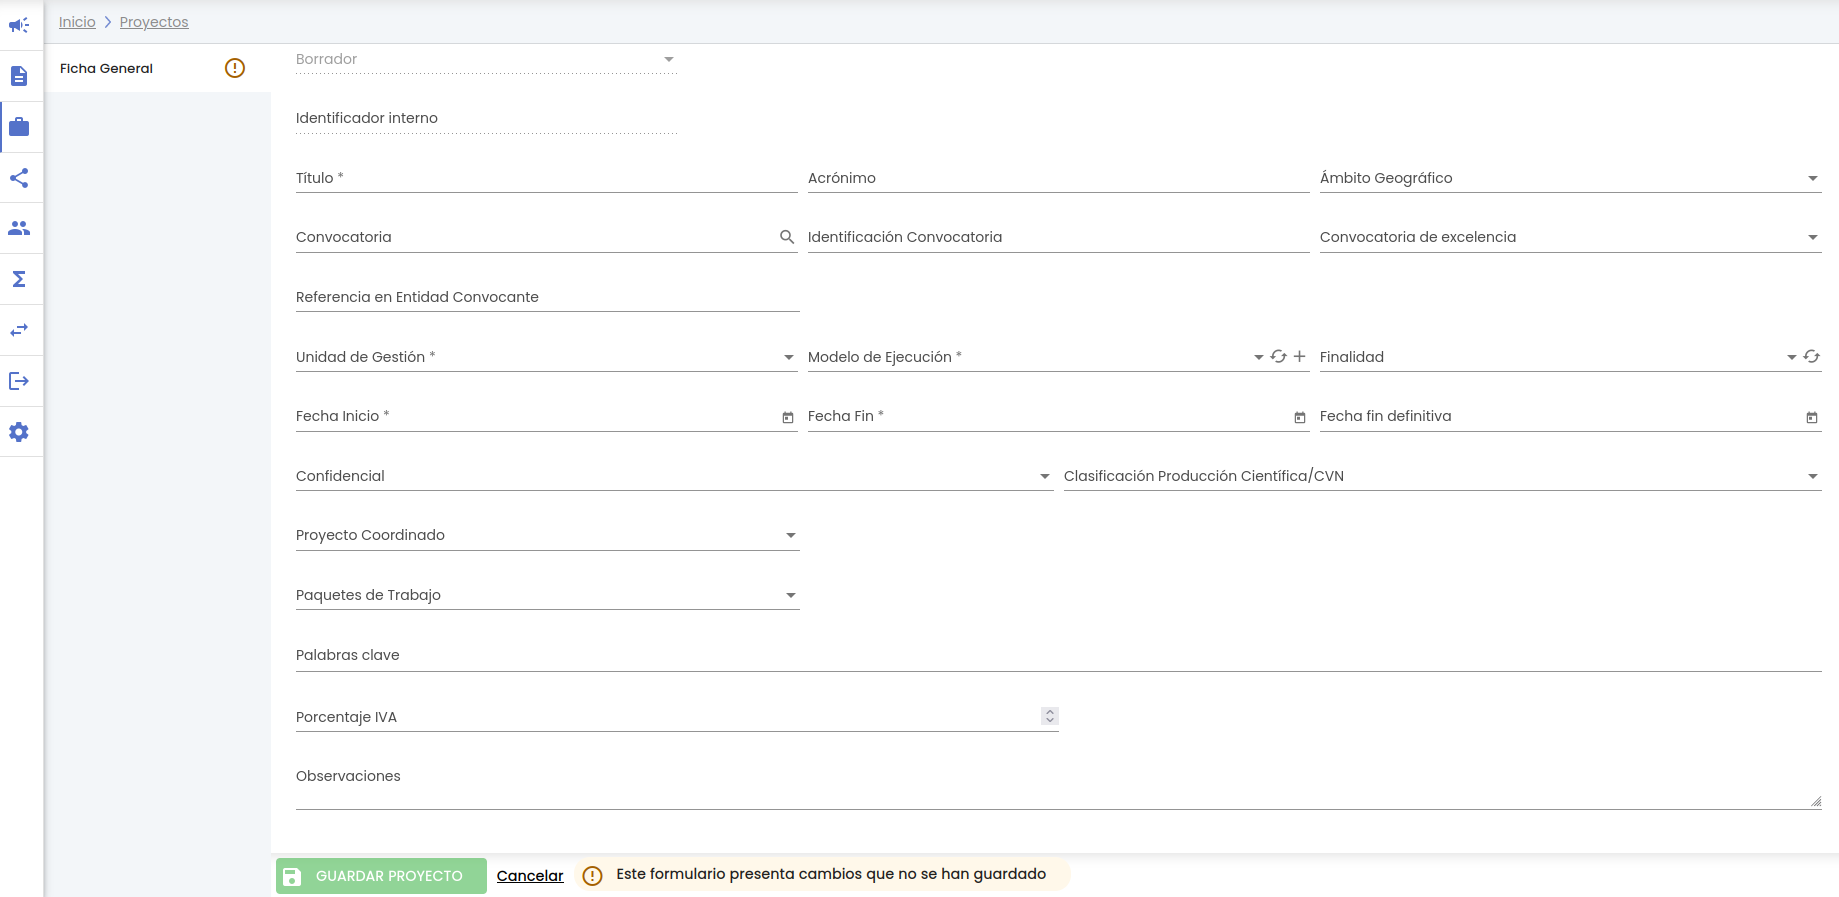 Inicio > Proyectos
Ficha General
Borrador
Identificador interno
Título * Acrónimo Ámbito Geográfico
Convocatoria Identificación Convocatoria Convocatoria de excelencia
Referencia en Entidad Convocante
Unidad de Gestión * Modelo de Ejecución * Finalidad
Fecha Inicio * Fecha Fin * Fecha fin definitiva
Confidencial Clasificación Producción Científica/CVN
Proyecto Coordinado
Paquetes de Trabajo
Palabras clave
Porcentaje IVA
Observaciones
GUARDAR PROYECTO Cancelar Este formulario presenta cambios que no se han guardado